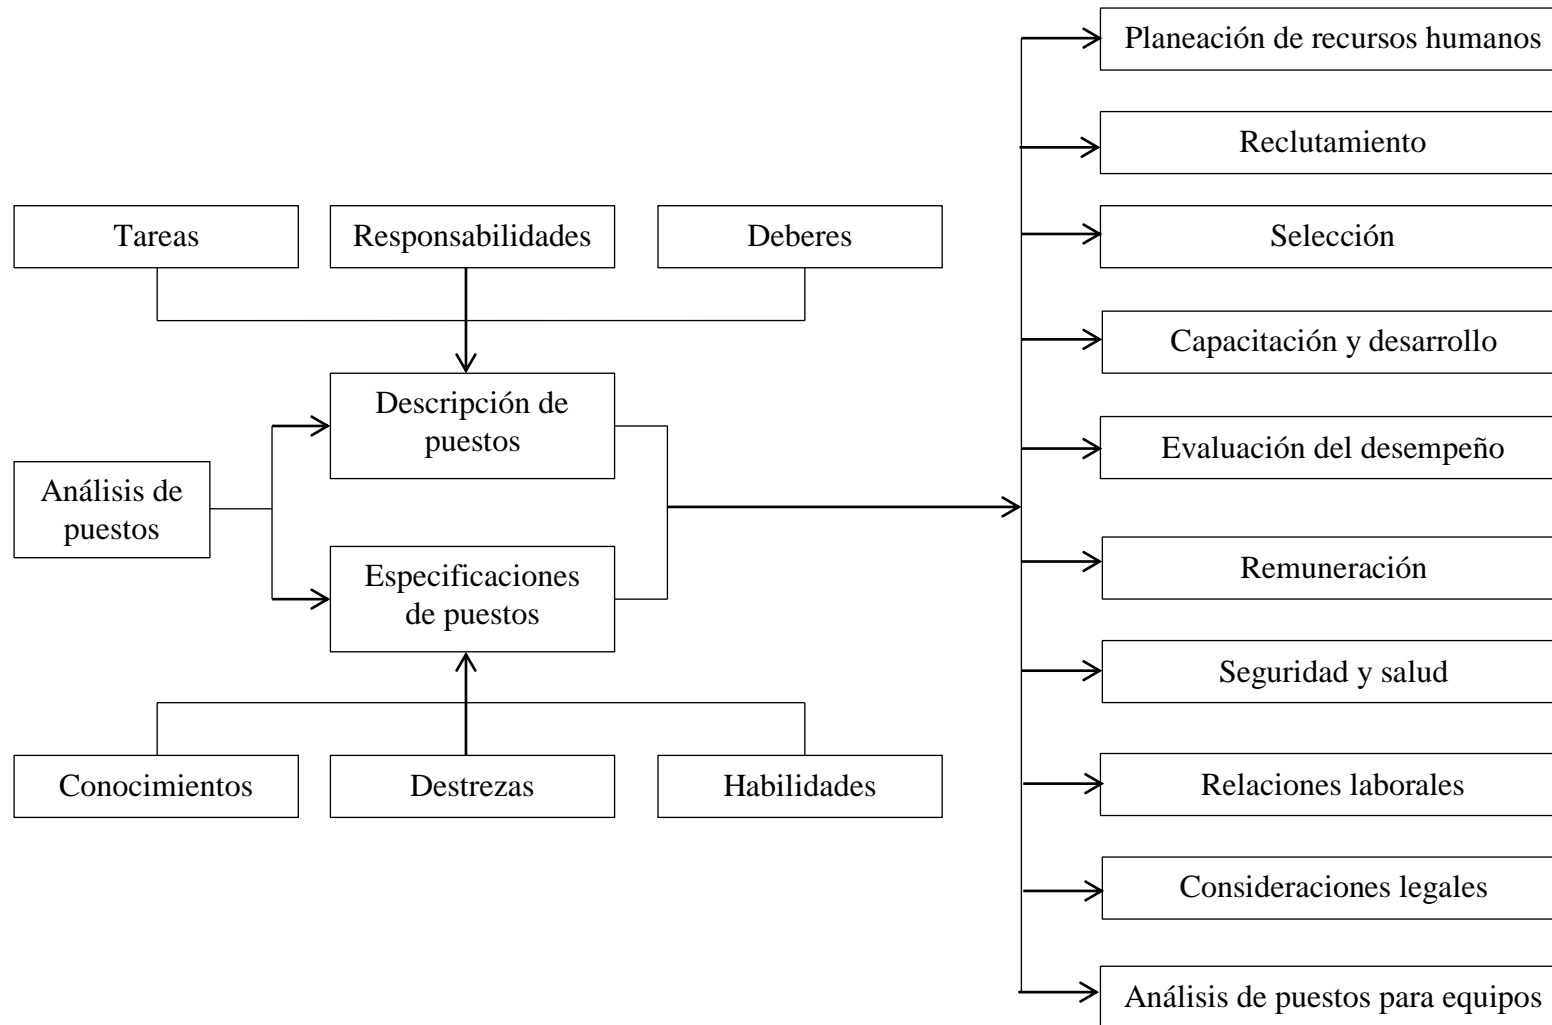 Planeación de recursos humanos
Reclutamiento
Tareas
Responsabilidades
Deberes
Selección
Capacitación y desarrollo
Descripción de
puestos
Evaluación del desempeño
Análisis de
puestos
Especificaciones
de puestos
Remuneración
Seguridad y salud
Conocimientos
Destrezas
Habilidades
Relaciones laborales
Consideraciones legales
Análisis de puestos para equipos